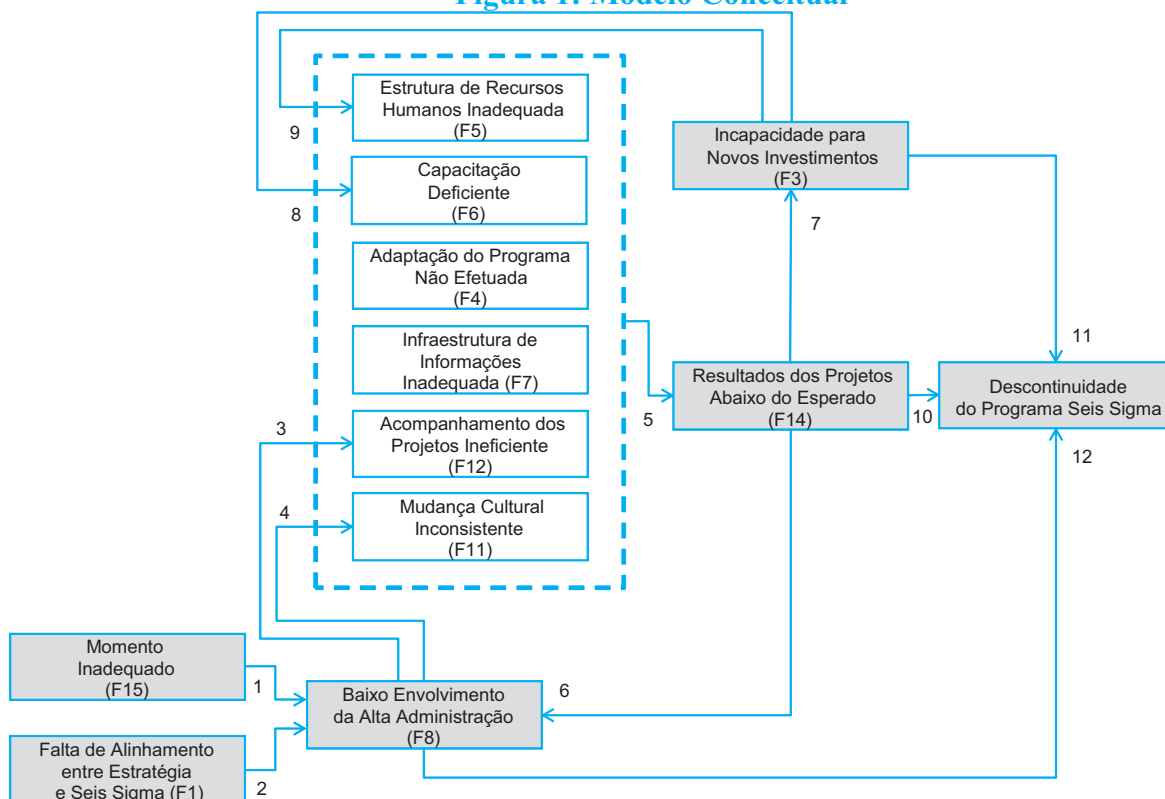 Figura 1: Modelo Conceitual
Estrutura de Recursos
Humanos Inadequada
(F5)
9
Capacitação
Deficiente
(F6)
8
Adaptação do Programa
Não Efetuada
(F4)
Infraestrutura de
Informações
Inadequada (F7)
3
Acompanhamento dos
Projetos Ineficiente
(F12)
4
Mudança Cultural
Inconsistente
(F11)
5
Incapacidade para
Novos Investimentos
(F3)
7
11
Resultados dos Projetos
Abaixo do Esperado
(F14)
10
Descontinuidade
do Programa Seis Sigma
12
Momento
Inadequado
(F15)
1
Baixo Envolvimento
da Alta Administração
(F8)
6
Falta de Alinhamento
entre Estratégia
e Seis Sigma (F1)
2